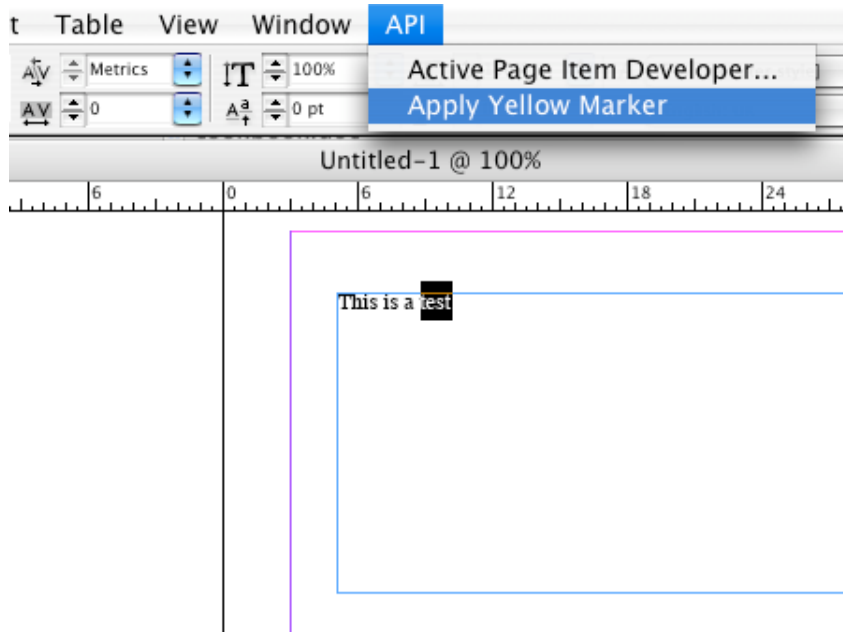 t Table View Window API
Metrics 100% Active Page Item Developer...
0 0 pt Apply Yellow Marker
Untitled-1 @ 100%
6 0 6 12 18 24
This is a test